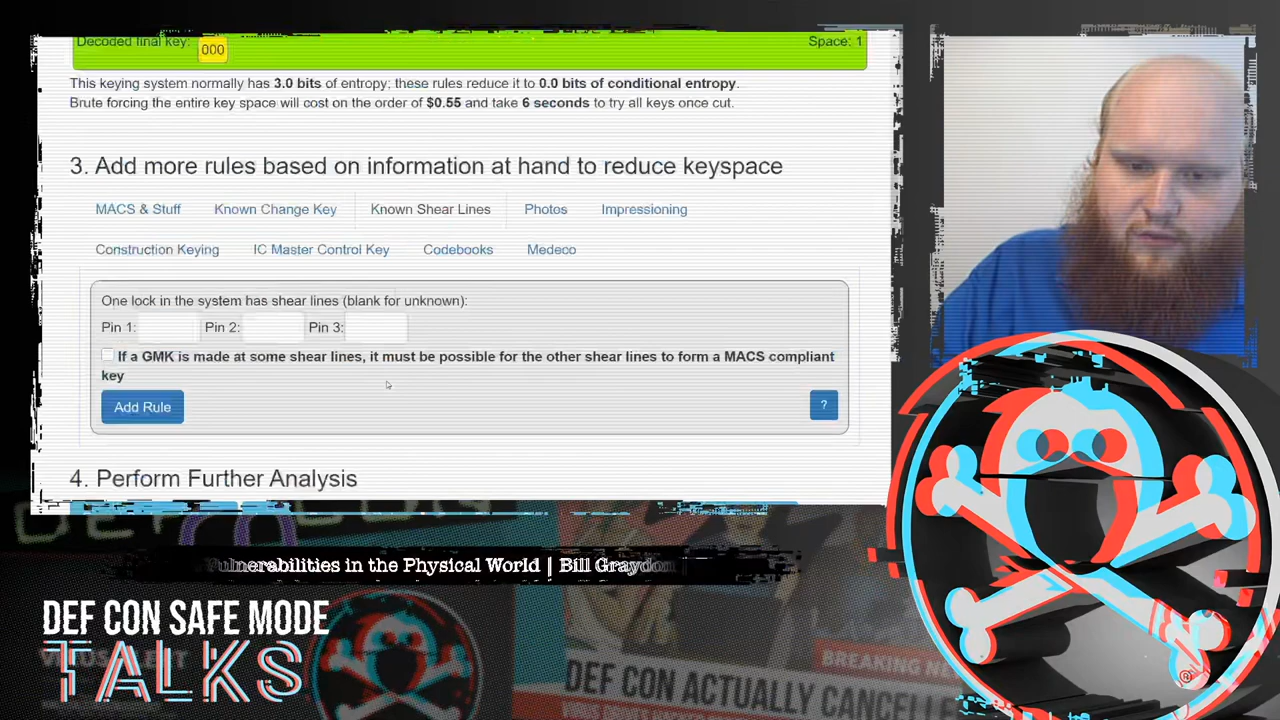 Decoded final key: 000 Space: 1
This keying system normally has 3.0 bits of entropy; these rules reduce it to 0.0 bits of conditional entropy.
Brute forcing the entire key space will cost on the order of $0.55 and take 6 seconds to try all keys once cut.
3. Add more rules based on information at hand to reduce keyspace
MACS & Stuff Known Change Key Known Shear Lines Photos Impressioning
Construction Keying IC Master Control Key Codebooks Medeco
One lock in the system has shear lines (blank for unknown):
Pin 1: Pin 2: Pin 3:
If a GMK is made at some shear lines, it must be possible for the other shear lines to form a MACS compliant
key
Add Rule ?
4. Perform Further Analysis
DEF CON
Vulnerabilities in the Physical World | Bill Graydon
DEF CON SAFE MODE
TALKS
BREAKING NE
DEF CON ACTUALLY CANCELLE
®